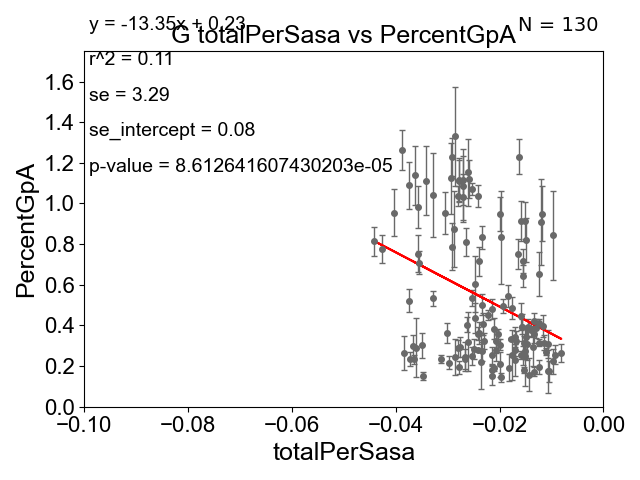 y = -13.35x + 0.23
G totalPerSasa vs PercentGpA
N = 130
r^2 = 0.11
se = 3.29
se_intercept = 0.08
p-value = 8.612641607430203e-05
PercentGpA
1.6
1.4
1.2
1.0
0.8
0.6
0.4
0.2
0.0
−0.10 −0.08 −0.06 −0.04 −0.02 0.00
totalPerSasa